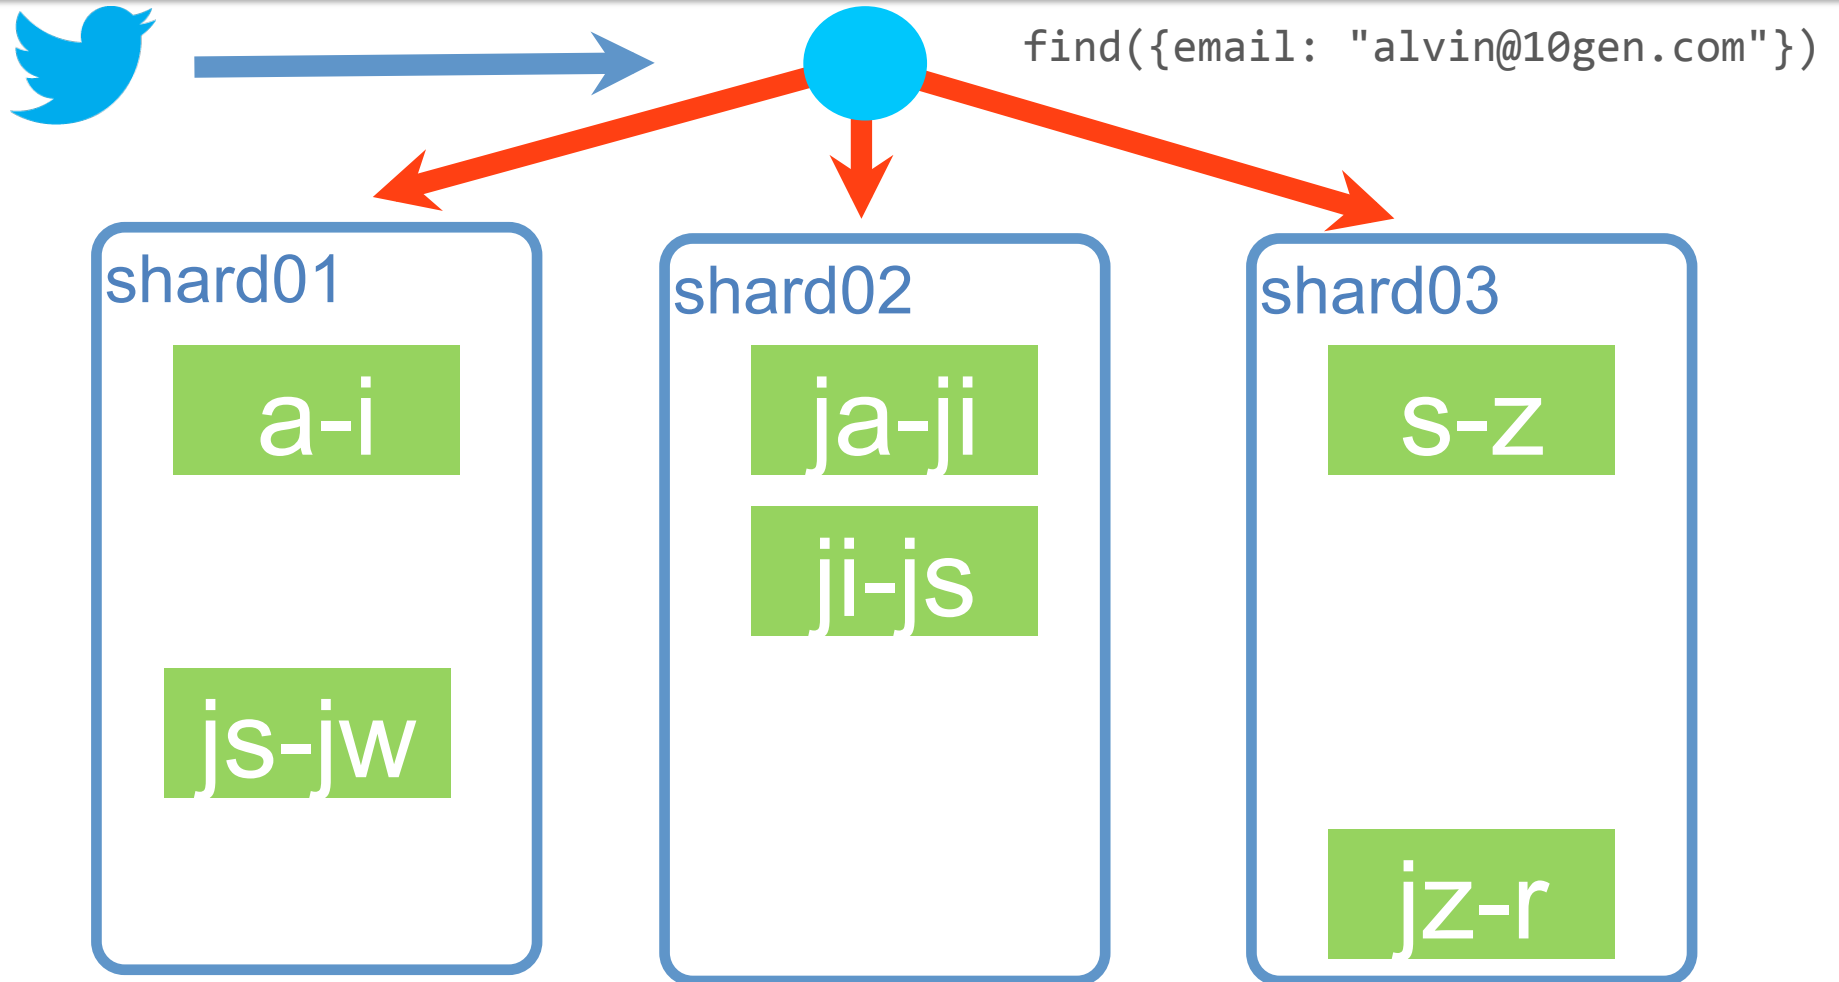 find({email: "alvin@10gen.com"})
shard01
a-i
js-jw
shard02
ja-ji
ji-js
shard03
s-z
jz-r